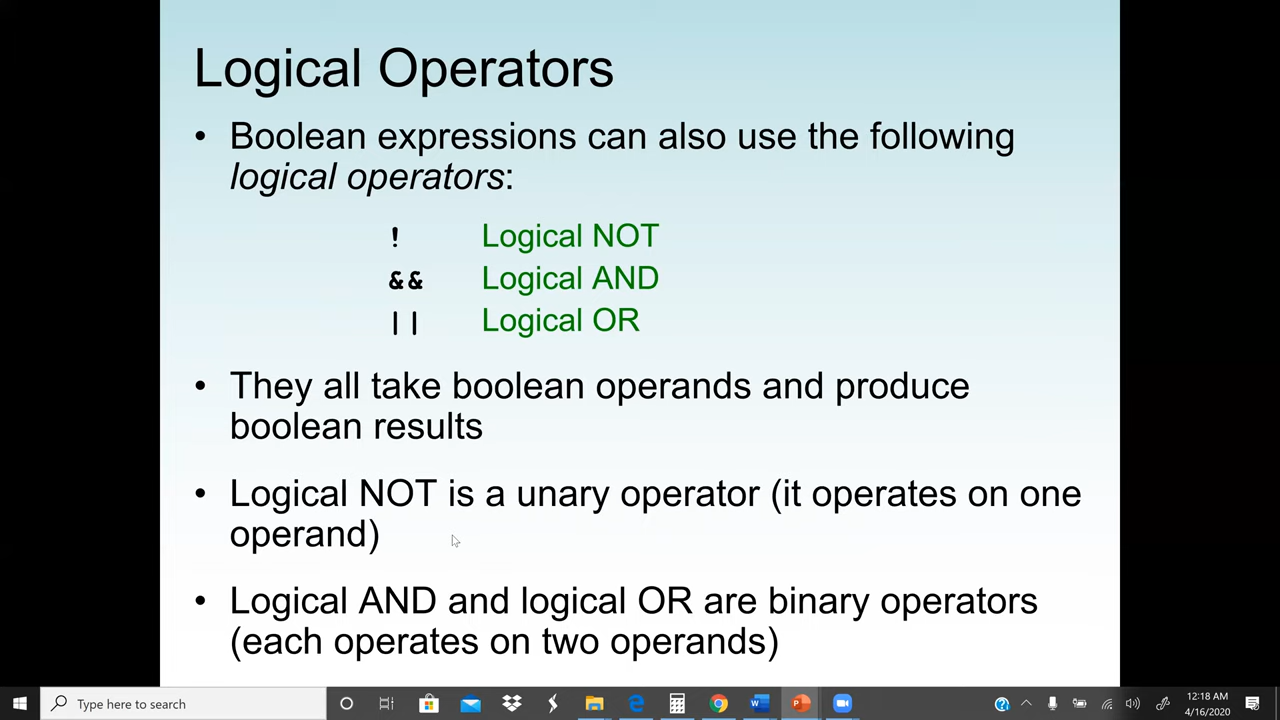 Logical Operators
• Boolean expressions can also use the following
logical operators:
! Logical NOT
&& Logical AND
|| Logical OR
• They all take boolean operands and produce
boolean results
• Logical NOT is a unary operator (it operates on one
operand)
• Logical AND and logical OR are binary operators
(each operates on two operands)
Type here to search
12:18 AM
4/16/2020